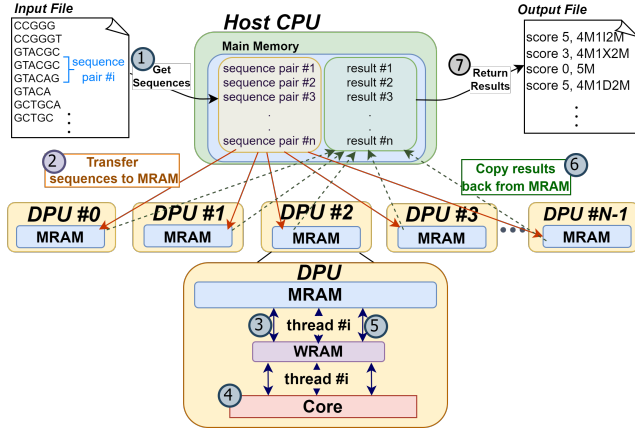 Input File
CCGGG
CCGGGT
GTACGC
GTACGC
GTACAG
GTACA
GCTGCA
GCTGC
sequence
pair #i
1
Get
Sequences
Host CPU
Main Memory
sequence pair #1
sequence pair #2
sequence pair #3
.
.
sequence pair #n
result #1
result #2
result #3
.
.
result #n
7
Return
Results
Output File
score 5, 4M1I2M
score 3, 4M1X2M
score 0, 5M
score 5, 4M1D2M
2
Transfer
sequences to MRAM
6
Copy results
back from MRAM
DPU #0
MRAM
DPU #1
MRAM
DPU #2
MRAM
DPU #3
MRAM
DPU #N-1
MRAM
DPU
MRAM
3
thread #i
5
WRAM
thread #i
4
Core